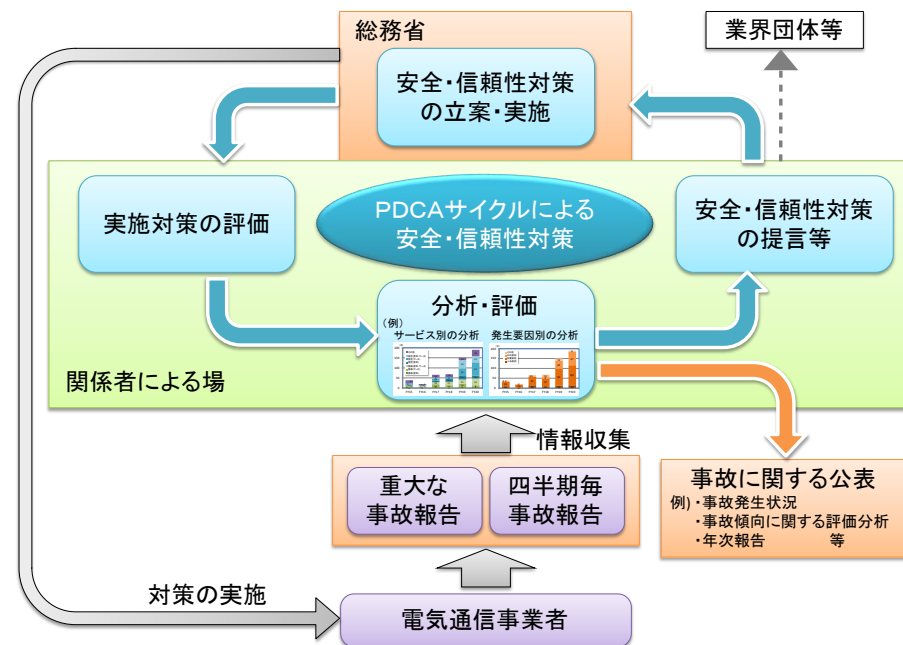 総務省
業界団体等
安全・信頼性対策
の立案・実施
実施対策の評価
PDCAサイクルによる
安全・信頼性対策
安全・信頼性対策
の提言等
分析・評価
（例）
サービス別の分析
発生要因別の分析
関係者による場
情報収集
重大な
事故報告
四半期毎
事故報告
事故に関する公表
例)・事故発生状況
・事故傾向に関する評価分析
・年次報告 等
対策の実施
電気通信事業者